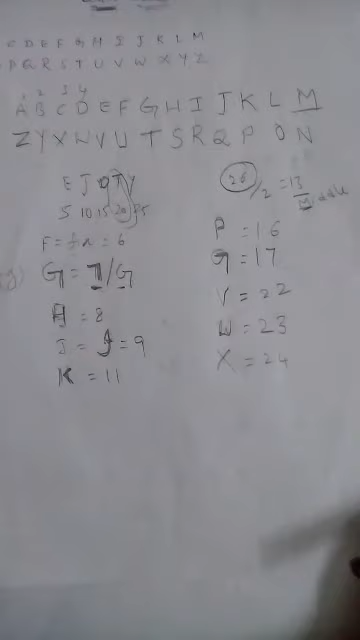 C D E F G H I J K L M
P Q R S T U V W X Y Z
1 2 3 4
A B C D E F G H I J K L M
Z Y X W V U T S R Q P O N
E J O T Y
5 10 15 20 25
26/2 = 13
Middle
F = = 6
G = 7/G
H = 8
I = 9
K = 11
P = 16
Q = 17
V = 22
W = 23
X = 24